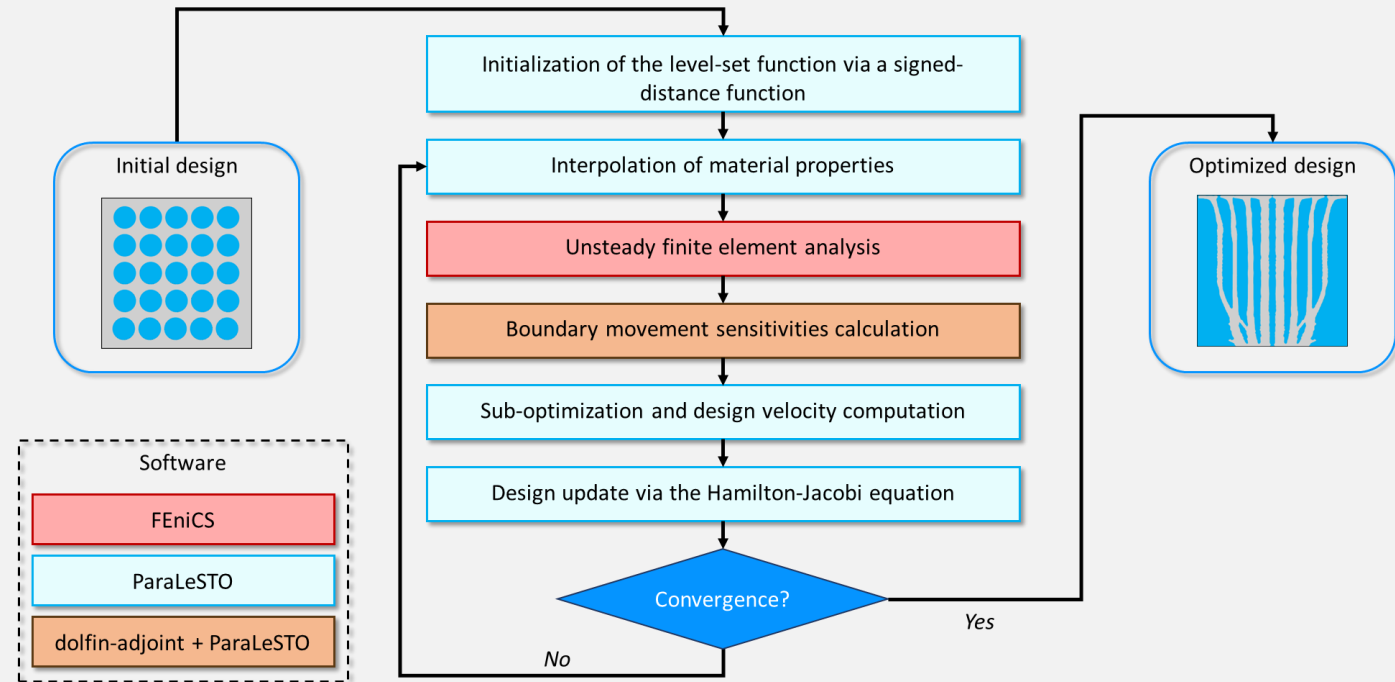 Initialization of the level-set function via a signed-
distance function
Initial design
Interpolation of material properties
Optimized design
Unsteady finite element analysis
Boundary movement sensitivities calculation
Sub-optimization and design velocity computation
Design update via the Hamilton-Jacobi equation
Convergence?
Yes
No
Software
FEniCS
ParaLeSTO
dolfin-adjoint + ParaLeSTO